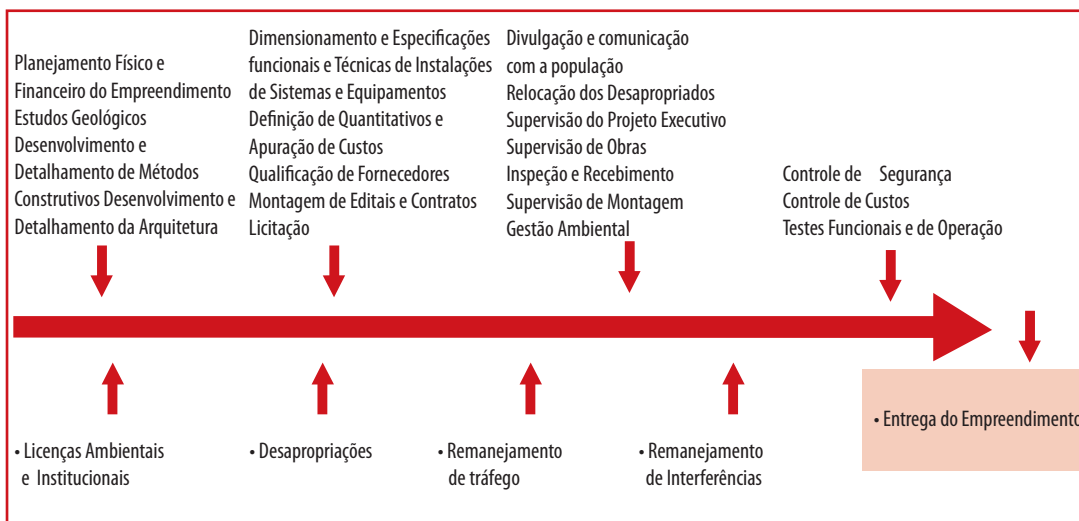 Planejamento Físico e
Financeiro do Empreendimento
Estudos Geológicos
Desenvolvimento e
Detalhamento de Métodos
Construtivos Desenvolvimento e
Detalhamento da Arquitetura
Dimensionamento e Especificações
funcionais e Técnicas de Instalações
de Sistemas e Equipamentos
Definição de Quantitativos e
Apuração de Custos
Qualificação de Fornecedores
Montagem de Editais e Contratos
Licitação
Divulgação e comunicação
com a população
Relocação dos Desapropriados
Supervisão do Projeto Executivo
Supervisão de Obras
Inspeção e Recebimento
Supervisão de Montagem
Gestão Ambiental
Controle de Segurança
Controle de Custos
Testes Funcionais e de Operação
• Licenças Ambientais
e Institucionais
• Desapropriações
• Remanejamento
de tráfego
• Remanejamento
de Interferências
• Entrega do Empreendimento